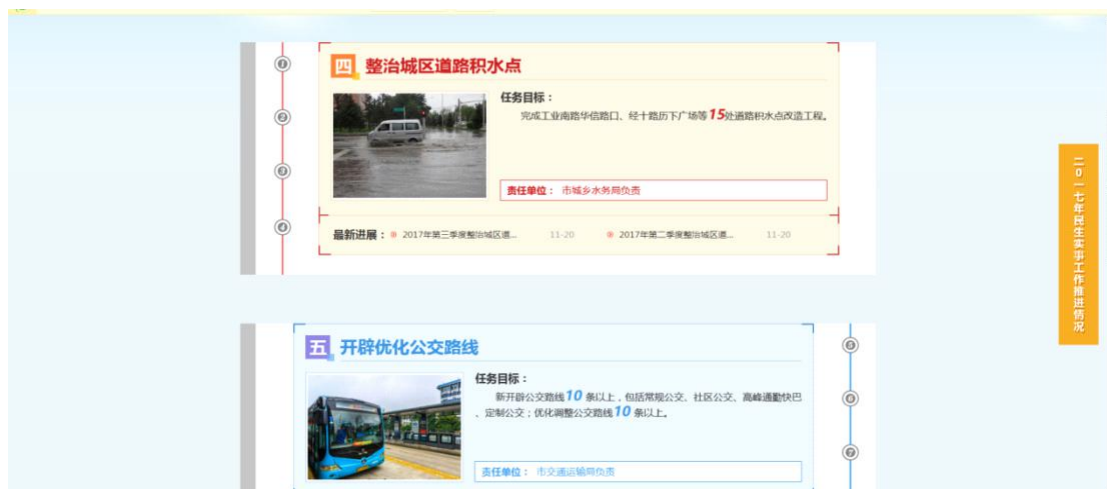 四 整治城区道路积水点
任务目标：
完成工业南路华信路口、经十路历下广场等15处道路积水点改造工程。
责任单位： 市城乡水务局负责
最新进展： 2017年第三季度整治城区道... 11-20 2017年第二季度整治城区道... 11-20
①
②
③
④
二0一七年民生实事工作推进情况
五 开辟优化公交路线
任务目标：
新开辟公交路线10 条以上，包括常规公交、社区公交、高峰通勤快巴
、定制公交；优化调整公交路线10 条以上。
责任单位： 市交通运输局负责
⑤
⑥
⑦